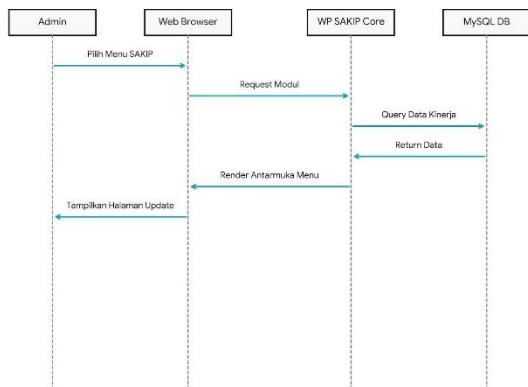 Admin
Web Browser
WP SAKIP Core
MySQL DB
Pilih Menu SAKIP
Request Modul
Query Data Kinerja
Return Data
Render Antarmuka Menu
Tampilkan Halaman Update